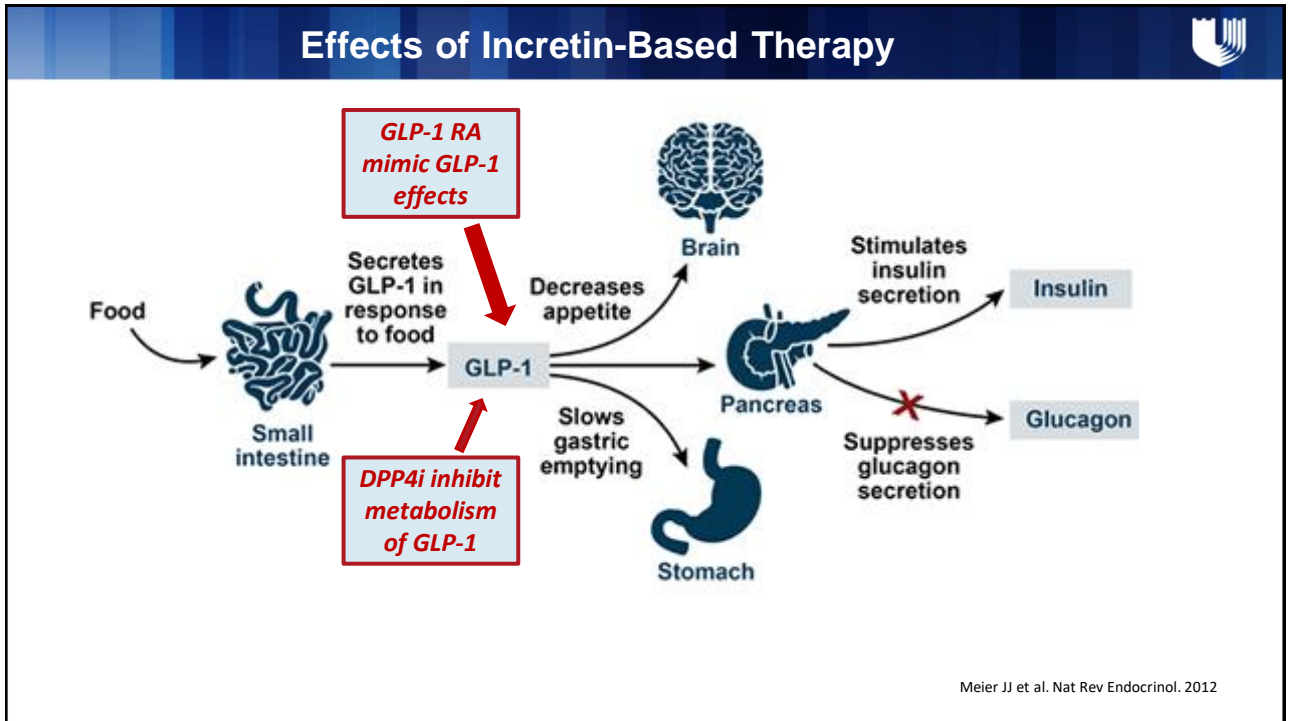 Effects of Incretin-Based Therapy
GLP-1 RA
mimic GLP-1
effects
Food
Small
intestine
Secretes
GLP-1 in
response
to food
GLP-1
DPP4i inhibit
metabolism
of GLP-1
Decreases
appetite
Brain
Slows
gastric
emptying
Stomach
Pancreas
Stimulates
insulin
secretion
Insulin
Suppresses
glucagon
secretion
Glucagon
Meier JJ et al. Nat Rev Endocrinol. 2012